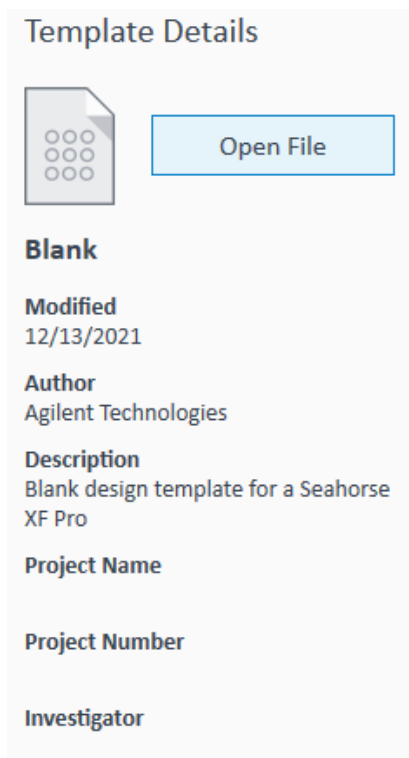 Template Details
Open File
Blank
Modified
12/13/2021
Author
Agilent Technologies
Description
Blank design template for a Seahorse
XF Pro
Project Name
Project Number
Investigator